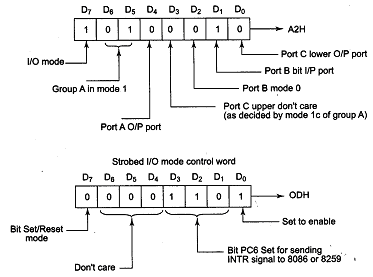 D7 D6 D5 D4 D3 D2 D1 D0
1 0 1 0 0 0 1 0 A2H
I/O mode
Port C lower O/P port
Group A in mode 1
Port B bit I/P port
Port B mode 0
Port A O/P port
Port C upper don't care
(as decided by mode 1c of group A)
Strobed I/O mode control word
D7 D6 D5 D4 D3 D2 D1 D0
0 0 0 0 1 1 0 1 ODH
Bit Set/Reset
mode
Set to enable
Don't care
Bit PC6 Set for sending
INTR signal to 8086 or 8259